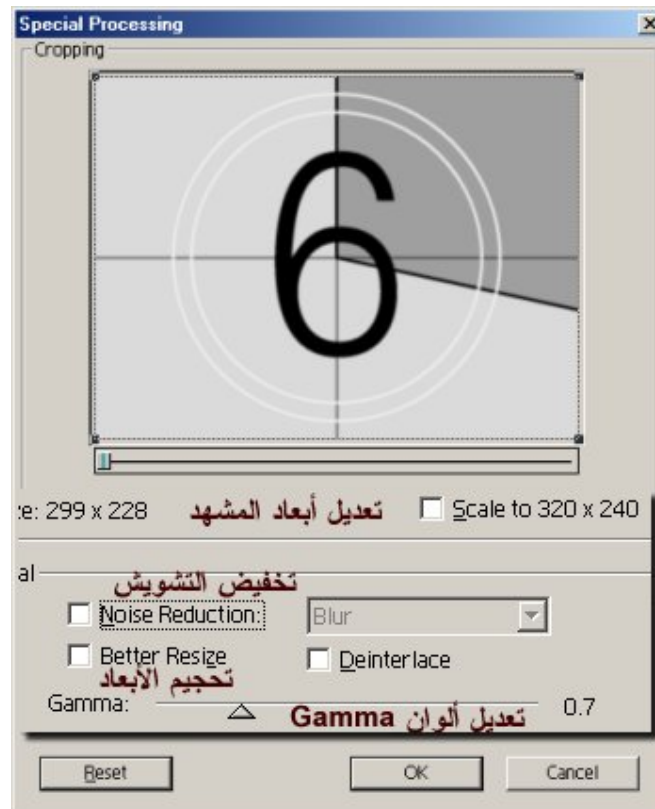 Special Processing
Cropping
6
ze: 299 x 228 تعديل أبعاد المشهد Scale to 320 x 240
al
تخفيض التشويش
Noise Reduction: Blur
Better Resize Deinterlace
تحجيم الأبعاد
Gamma: تعديل ألوان Gamma 0.7
Reset OK Cancel